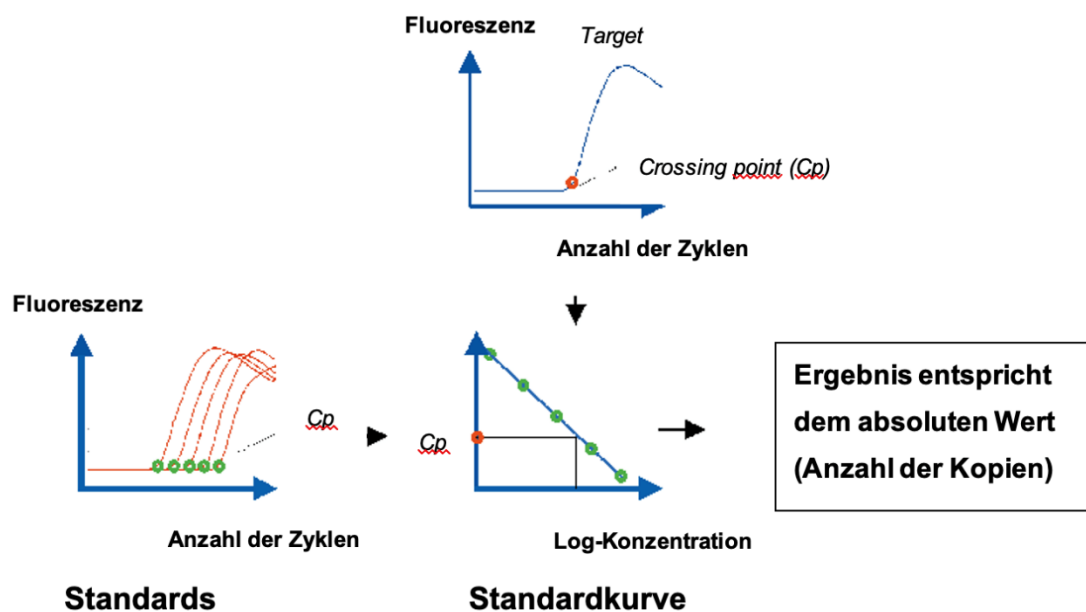 Fluoreszenz
Target
Crossing point (Cp)
Anzahl der Zyklen
Fluoreszenz
Cp
Anzahl der Zyklen
Standards
Cp
Log-Konzentration
Standardkurve
Ergebnis entspricht
dem absoluten Wert
(Anzahl der Kopien)